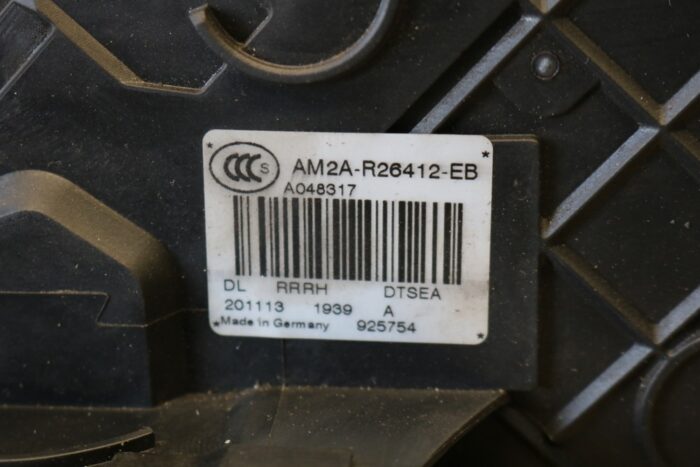 CCC S AM2A-R26412-EB
A048317
DL RRRH DTSEA
201113 1939 A
*Made in Germany 925754 *